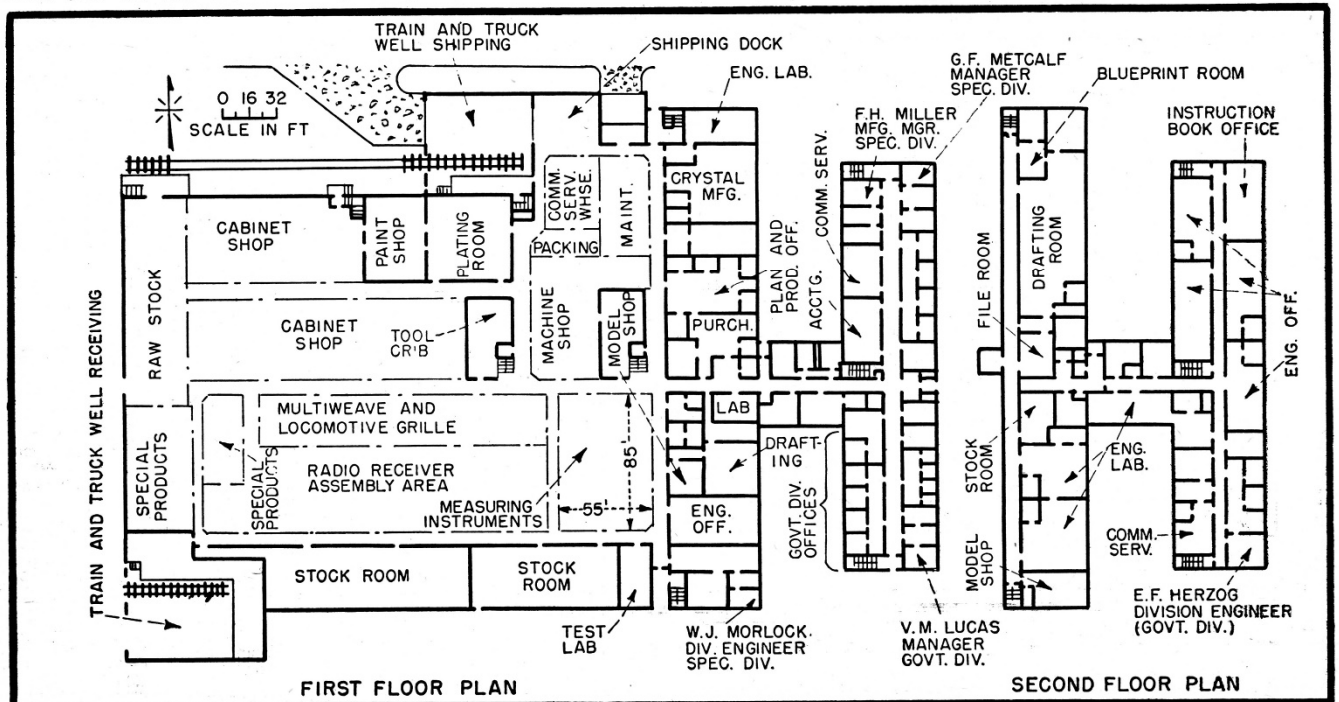 TRAIN AND TRUCK
WELL SHIPPING
SHIPPING DOCK
ENG. LAB.
G.F. METCALF
MANAGER
SPEC. DIV.
BLUEPRINT ROOM
F.H. MILLER
MFG. MGR.
SPEC. DIV.
INSTRUCTION
BOOK OFFICE
0 16 32
SCALE IN FT
COMM.
SERV.
WHSE.
MAINT.
CRYSTAL
MFG.
COMM. SERV.
CABINET
SHOP
PAINT
SHOP
PLATING
ROOM
PACKING
PLAN AND
PROD. OFF.
ACCTG.
FILE ROOM
DRAFTING
ROOM
RAW STOCK
CABINET
SHOP
TOOL
CR'B
MACHINE
SHOP
MODEL
SHOP
PURCH.
ENG. OFF.
TRAIN AND TRUCK WELL RECEIVING
SPECIAL
PRODUCTS
SPECIAL
PRODUCTS
MULTIWEAVE AND
LOCOMOTIVE GRILLE
RADIO RECEIVER
ASSEMBLY AREA
MEASURING
INSTRUMENTS
85'
55'
LAB
DRAFT-
ING
ENG.
OFF.
GOVT. DIV.
OFFICES
STOCK
ROOM
ENG.
LAB.
MODEL
SHOP
COMM.
SERV.
STOCK ROOM
STOCK
ROOM
TEST
LAB
W.J. MORLOCK.
DIV. ENGINEER
SPEC. DIV.
V.M. LUCAS
MANAGER
GOVT. DIV.
E.F. HERZOG
DIVISION ENGINEER
(GOVT. DIV.)
FIRST FLOOR PLAN
SECOND FLOOR PLAN